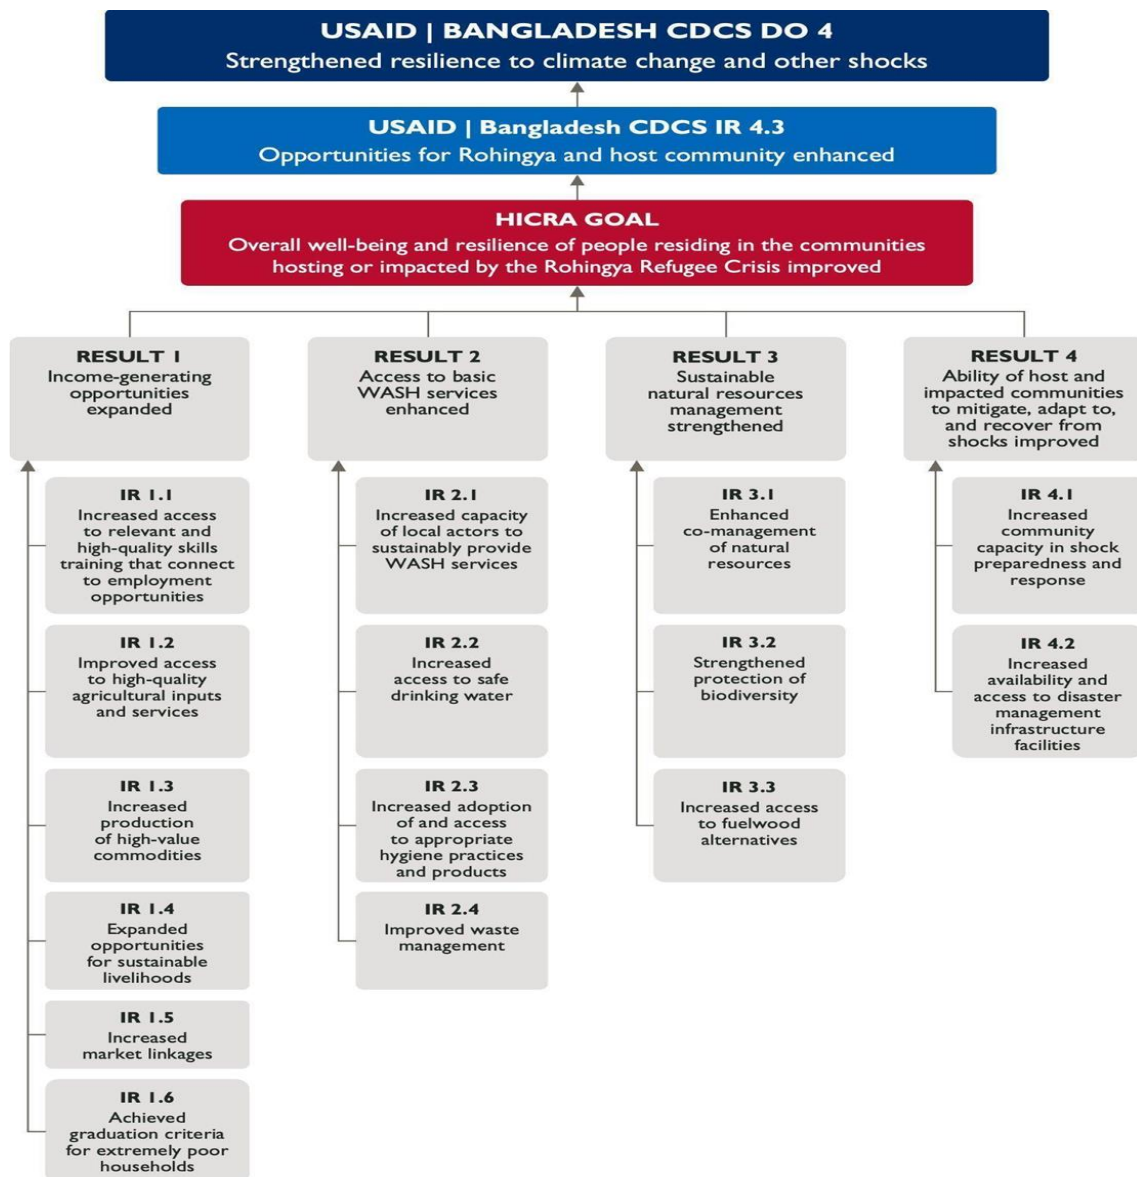 USAID | BANGLADESH CDCS DO 4
Strengthened resilience to climate change and other shocks
USAID | Bangladesh CDCS IR 4.3
Opportunities for Rohingya and host community enhanced
HICRA GOAL
Overall well-being and resilience of people residing in the communities
hosting or impacted by the Rohingya Refugee Crisis improved
RESULT 1
Income-generating
opportunities
expanded
IR 1.1
Increased access
to relevant and
high-quality skills
training that connect
to employment
opportunities
IR 1.2
Improved access
to high-quality
agricultural inputs
and services
IR 1.3
Increased
production
of high-value
commodities
IR 1.4
Expanded
opportunities
for sustainable
livelihoods
IR 1.5
Increased
market linkages
IR 1.6
Achieved
graduation criteria
for extremely poor
households
RESULT 2
Access to basic
WASH services
enhanced
IR 2.1
Increased capacity
of local actors to
sustainably provide
WASH services
IR 2.2
Increased
access to safe
drinking water
IR 2.3
Increased adoption
of and access
to appropriate
hygiene practices
and products
IR 2.4
Improved waste
management
RESULT 3
Sustainable
natural resources
management
strengthened
IR 3.1
Enhanced
co-management
of natural
resources
IR 3.2
Strengthened
protection of
biodiversity
IR 3.3
Increased access
to fuelwood
alternatives
RESULT 4
Ability of host and
impacted communities
to mitigate, adapt to,
and recover from
shocks improved
IR 4.1
Increased
community
capacity in shock
preparedness and
response
IR 4.2
Increased
availability and
access to disaster
management
infrastructure
facilities